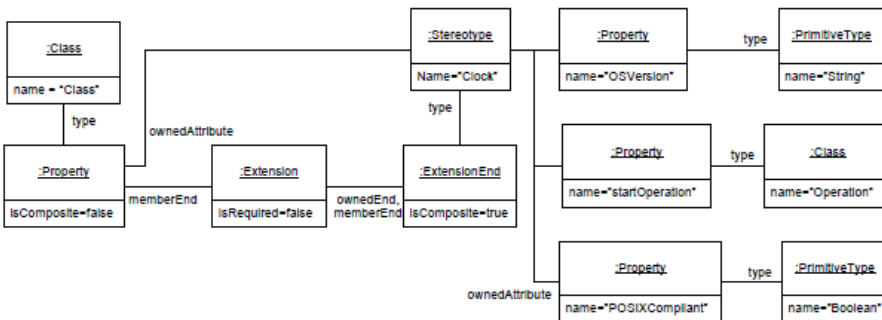 :Class
name = "Class"
:Stereotype
Name="Clock"
:Property
name="OSVersion"
type
:PrimitiveType
name="String"
type
ownedAttribute
type
:Property
isComposite=false
memberEnd
:Extension
isRequired=false
ownedEnd,
memberEnd
:ExtensionEnd
isComposite=true
:Property
name="startOperation"
type
:Class
name="Operation"
ownedAttribute
:Property
name="POSIXCompliant"
type
:PrimitiveType
name="Boolean"